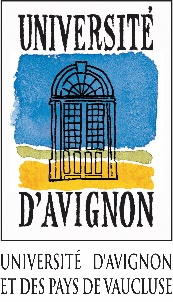 UNIVERSITÉ
D'AVIGNON
UNIVERSITÉ D'AVIGNON
ET DES PAYS DE VAUCLUSE